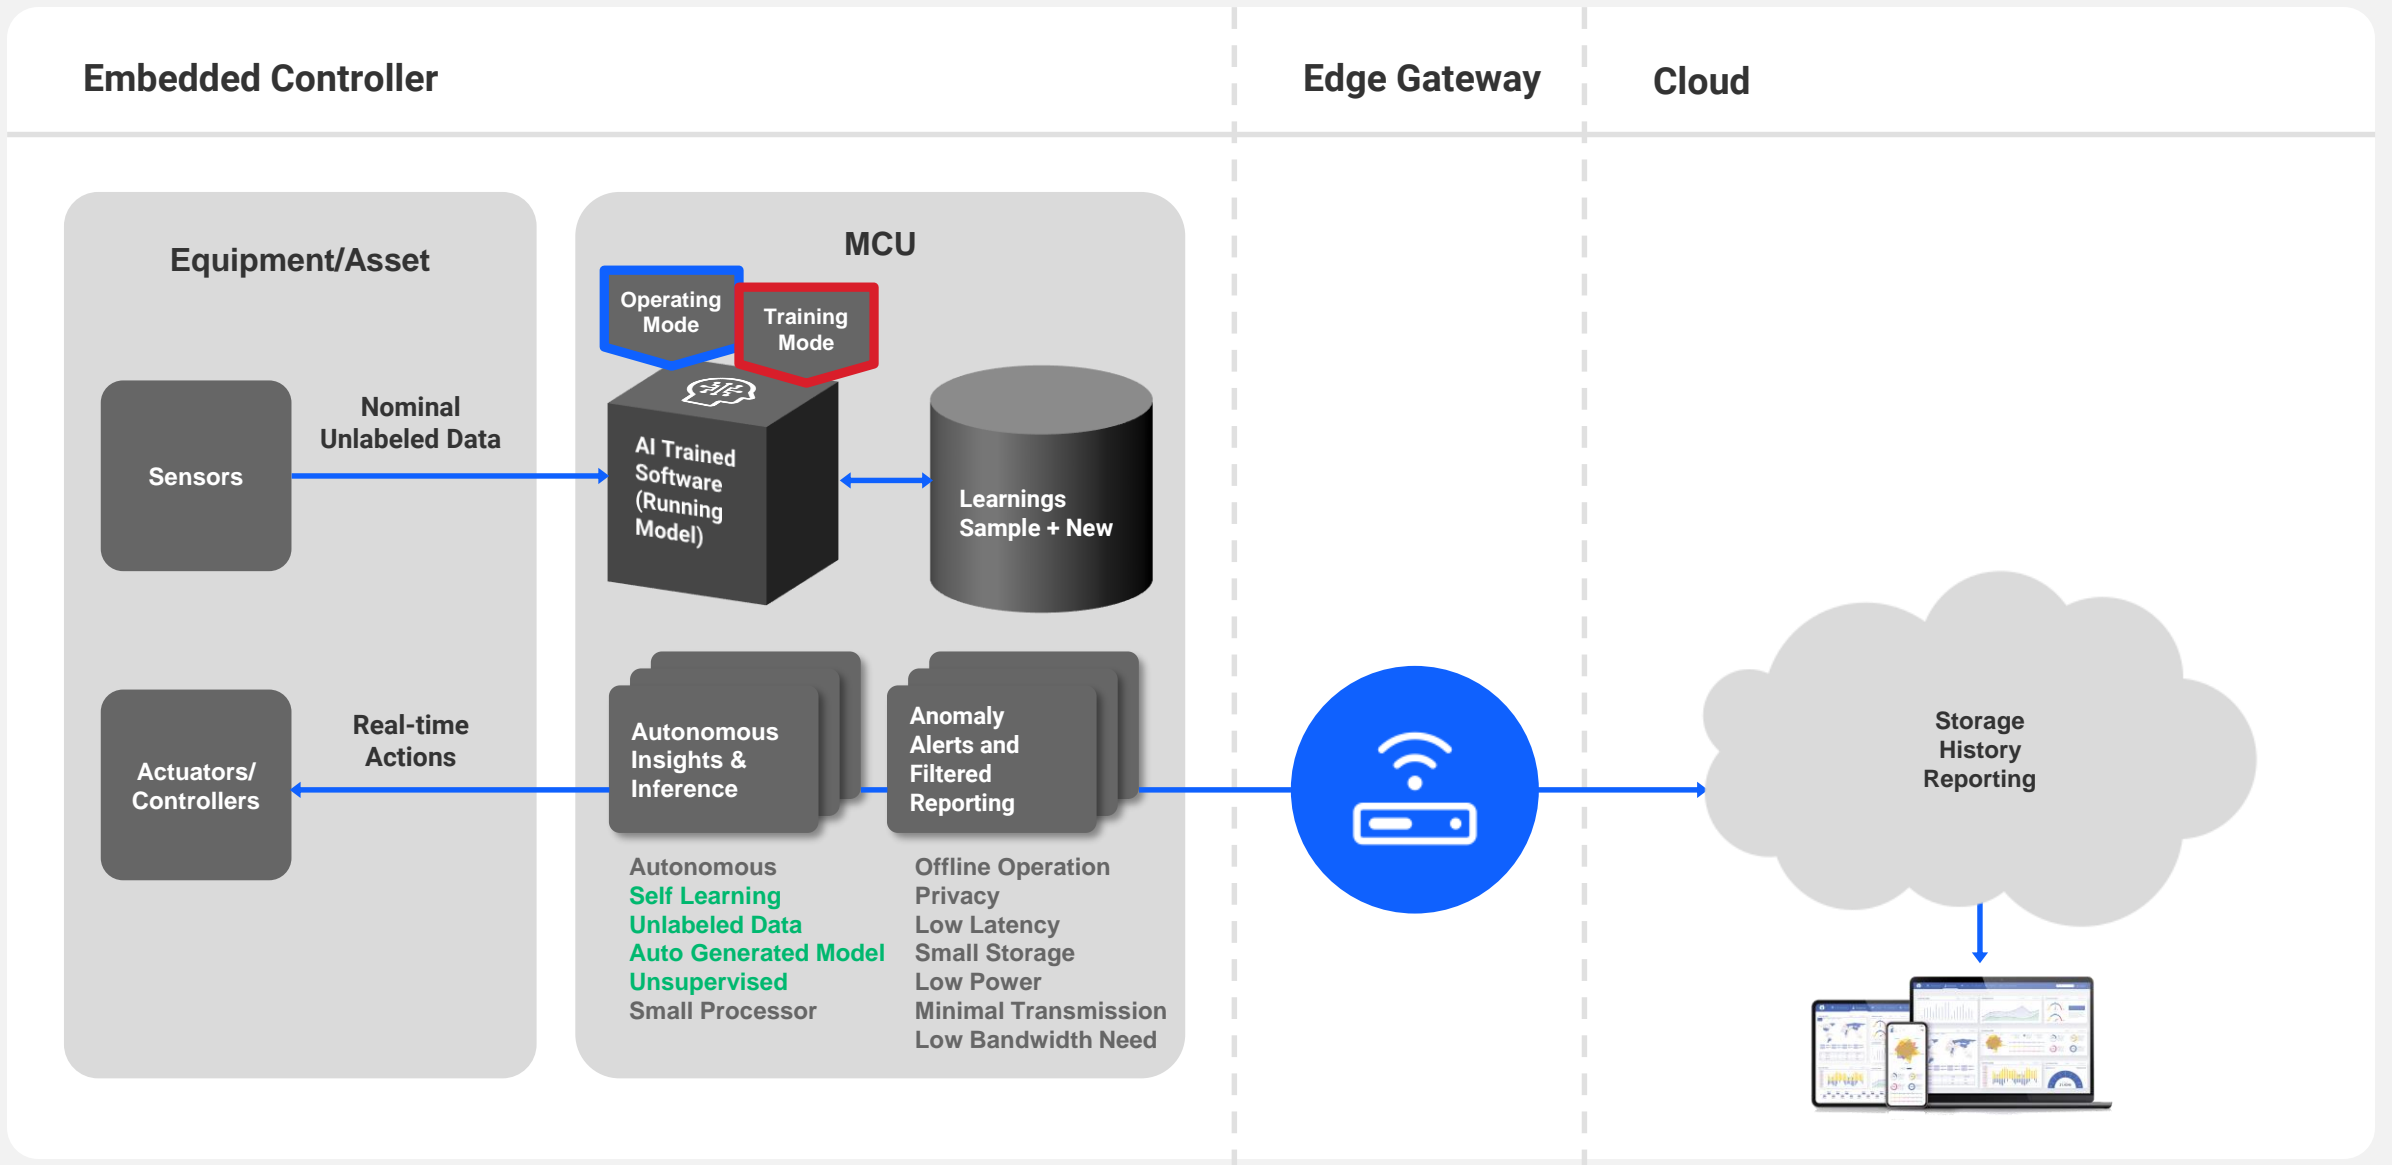 Embedded Controller
Edge Gateway
Cloud
Equipment/Asset
MCU
Operating
Mode
Training
Mode
Nominal
Unlabeled Data
Sensors
AI Trained
Software
(Running
Model)
Learnings
Sample + New
Real-time
Actions
Actuators/
Controllers
Autonomous
Insights &
Inference
Anomaly
Alerts and
Filtered
Reporting
Storage
History
Reporting
Autonomous
Self Learning
Unlabeled Data
Auto Generated Model
Unsupervised
Small Processor
Offline Operation
Privacy
Low Latency
Small Storage
Low Power
Minimal Transmission
Low Bandwidth Need